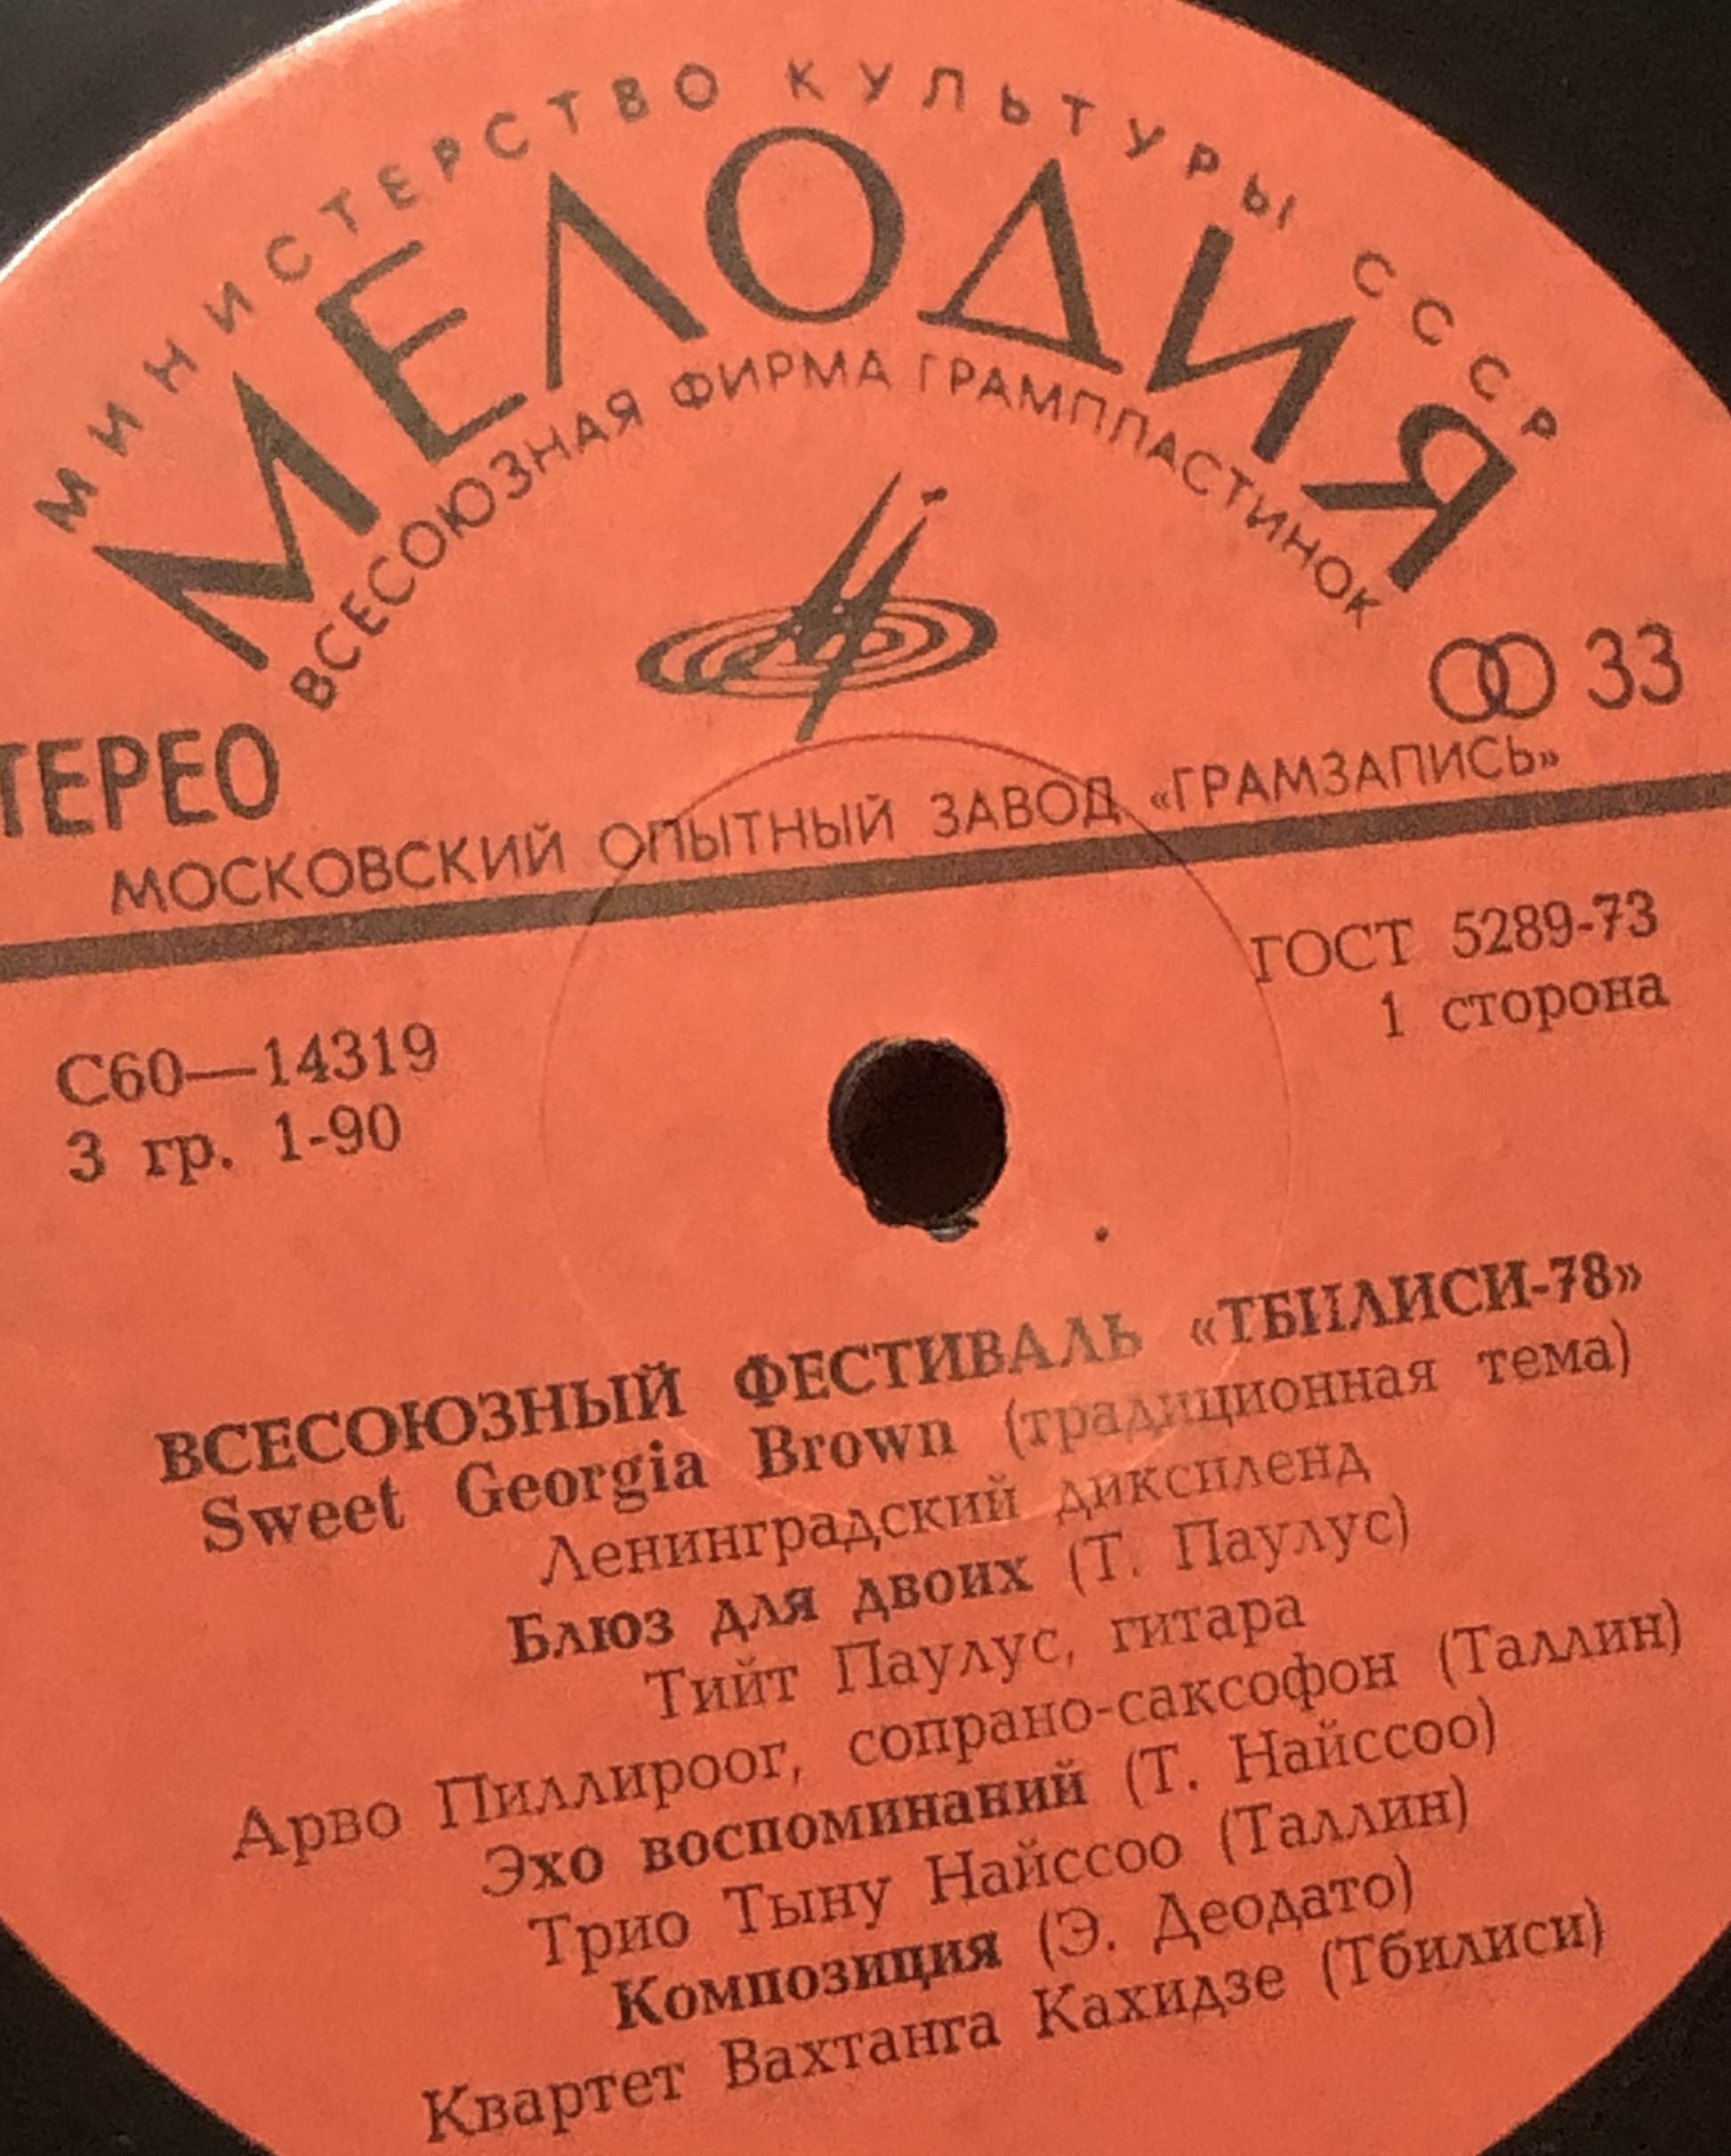 МИНИСТЕРСТВО КУЛЬТУРЫ СССР
МЕЛОДИЯ
ВСЕСОЮЗНАЯ ФИРМА ГРАМПЛАСТИНОК
ТЕРЕО
33
МОСКОВСКИЙ ОПЫТНЫЙ ЗАВОД «ГРАМЗАПИСЬ»
ГОСТ 5289-73
1 сторона
С60—14319
3 гр. 1-90
ВСЕСОЮЗНЫЙ ФЕСТИВАЛЬ «ТБИЛИСИ-78»
Sweet Georgia Brown (традиционная тема)
Ленинградский диксиленд
Блюз для двоих (Т. Паулус)
Тийт Паулус, гитара
Арво Пиллироог, сопрано-саксофон (Таллин)
Эхо воспоминаний (Т. Найссоо)
Трио Тыну Найссоо (Таллин)
Композиция (Э. Деодато)
Квартет Вахтанга Кахидзе (Тбилиси)